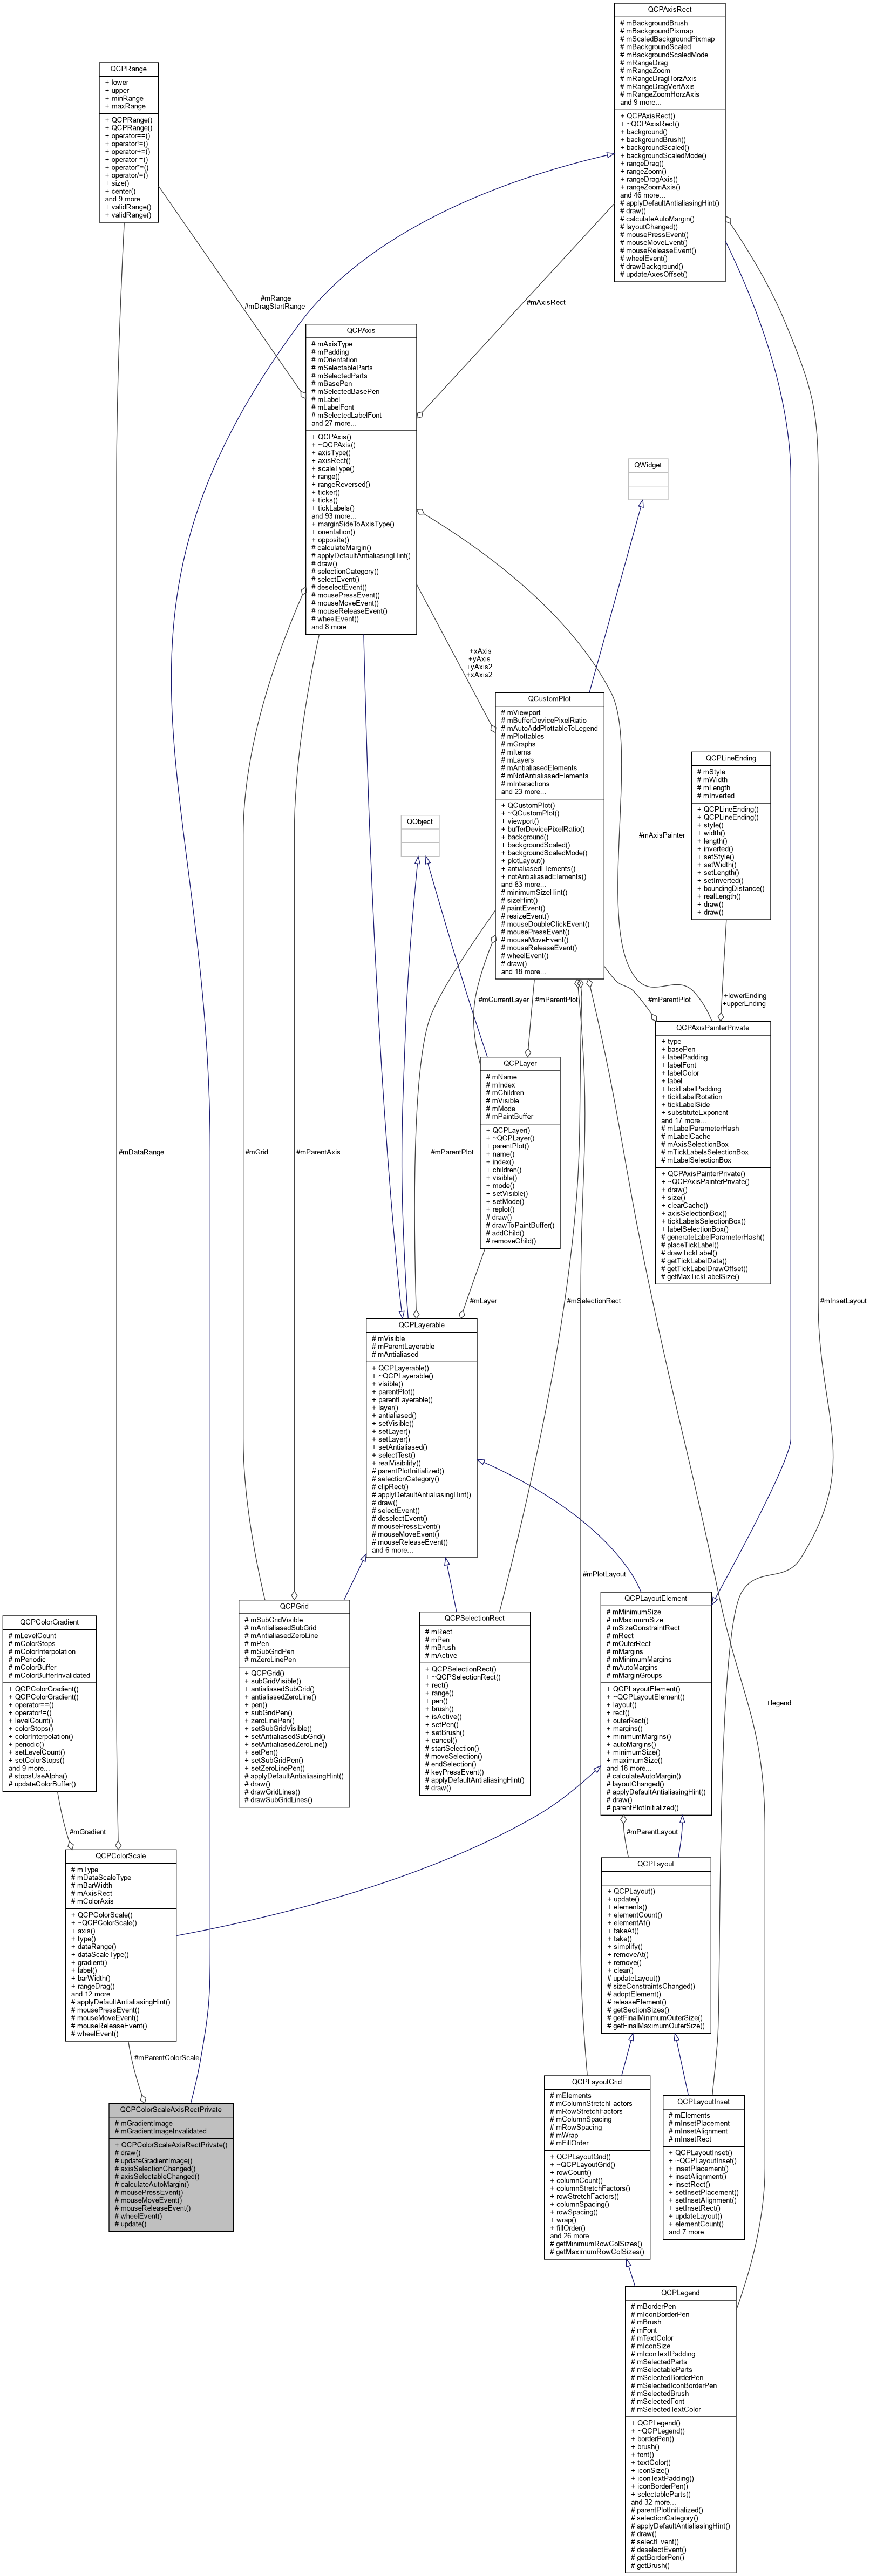 QCPAxisRect
# mBackgroundBrush
# mBackgroundPixmap
# mScaledBackgroundPixmap
# mBackgroundScaled
# mBackgroundScaledMode
# mRangeDrag
# mRangeZoom
# mRangeDragHorzAxis
# mRangeDragVertAxis
# mRangeZoomHorzAxis
and 9 more...
+ QCPAxisRect()
+ ~QCPAxisRect()
+ background()
+ backgroundBrush()
+ backgroundScaled()
+ backgroundScaledMode()
+ rangeDrag()
+ rangeZoom()
+ rangeDragAxis()
+ rangeZoomAxis()
and 46 more...
# applyDefaultAntialiasingHint()
# draw()
# calculateAutoMargin()
# layoutChanged()
# mousePressEvent()
# mouseMoveEvent()
# mouseReleaseEvent()
# wheelEvent()
# drawBackground()
# updateAxesOffset()
QCPRange
+ lower
+ upper
+ minRange
+ maxRange
+ QCPRange()
+ QCPRange()
+ operator==()
+ operator!=()
+ operator+=()
+ operator-=()
+ operator*=()
+ operator/=()
+ size()
+ center()
and 9 more...
+ validRange()
+ validRange()
#mRange
#mDragStartRange
#mAxisRect
QCPAxis
# mAxisType
# mPadding
# mOrientation
# mSelectableParts
# mSelectedParts
# mBasePen
# mSelectedBasePen
# mLabel
# mLabelFont
# mSelectedLabelFont
and 27 more...
+ QCPAxis()
+ ~QCPAxis()
+ axisType()
+ axisRect()
+ scaleType()
+ range()
+ rangeReversed()
+ ticker()
+ ticks()
+ tickLabels()
and 93 more...
+ marginSideToAxisType()
+ orientation()
+ opposite()
# calculateMargin()
# applyDefaultAntialiasingHint()
# draw()
# selectionCategory()
# selectEvent()
# deselectEvent()
# mousePressEvent()
# mouseMoveEvent()
# mouseReleaseEvent()
# wheelEvent()
and 8 more...
QWidget
+xAxis
+yAxis
+yAxis2
+xAxis2
QCustomPlot
# mViewport
# mBufferDevicePixelRatio
# mAutoAddPlottableToLegend
# mPlottables
# mGraphs
# mItems
# mLayers
# mAntialiasedElements
# mNotAntialiasedElements
# mInteractions
and 23 more...
+ QCustomPlot()
+ ~QCustomPlot()
+ viewport()
+ bufferDevicePixelRatio()
+ background()
+ backgroundScaled()
+ backgroundScaledMode()
+ plotLayout()
+ antialiasedElements()
+ notAntialiasedElements()
and 83 more...
# minimumSizeHint()
# sizeHint()
# paintEvent()
# resizeEvent()
# mouseDoubleClickEvent()
# mousePressEvent()
# mouseMoveEvent()
# mouseReleaseEvent()
# wheelEvent()
# draw()
and 18 more...
#mAxisPainter
QCPLineEnding
# mStyle
# mWidth
# mLength
# mInverted
+ QCPLineEnding()
+ QCPLineEnding()
+ style()
+ width()
+ length()
+ inverted()
+ setStyle()
+ setWidth()
+ setLength()
+ setInverted()
+ boundingDistance()
+ realLength()
+ draw()
+ draw()
QObject
#mCurrentLayer
#mParentPlot
#mParentPlot
+lowerEnding
+upperEnding
QCPAxisPainterPrivate
+ type
+ basePen
+ labelPadding
+ labelFont
+ labelColor
+ label
+ tickLabelPadding
+ tickLabelRotation
+ tickLabelSide
+ substituteExponent
and 17 more...
# mLabelParameterHash
# mLabelCache
# mAxisSelectionBox
# mTickLabelsSelectionBox
# mLabelSelectionBox
+ QCPAxisPainterPrivate()
+ ~QCPAxisPainterPrivate()
+ draw()
+ size()
+ clearCache()
+ axisSelectionBox()
+ tickLabelsSelectionBox()
+ labelSelectionBox()
# generateLabelParameterHash()
# placeTickLabel()
# drawTickLabel()
# getTickLabelData()
# getTickLabelDrawOffset()
# getMaxTickLabelSize()
QCPLayer
# mName
# mIndex
# mChildren
# mVisible
# mMode
# mPaintBuffer
+ QCPLayer()
+ ~QCPLayer()
+ parentPlot()
+ name()
+ index()
+ children()
+ visible()
+ mode()
+ setVisible()
+ setMode()
+ replot()
# draw()
# drawToPaintBuffer()
# addChild()
# removeChild()
#mDataRange
#mGrid
#mParentAxis
#mParentPlot
#mLayer
#mSelectionRect
#mInsetLayout
QCPLayerable
# mVisible
# mParentLayerable
# mAntialiased
+ QCPLayerable()
+ ~QCPLayerable()
+ visible()
+ parentPlot()
+ parentLayerable()
+ layer()
+ antialiased()
+ setVisible()
+ setLayer()
+ setLayer()
+ setAntialiased()
+ selectTest()
+ realVisibility()
# parentPlotInitialized()
# selectionCategory()
# clipRect()
# applyDefaultAntialiasingHint()
# draw()
# selectEvent()
# deselectEvent()
# mousePressEvent()
# mouseMoveEvent()
# mouseReleaseEvent()
and 6 more...
#mPlotLayout
QCPColorGradient
# mLevelCount
# mColorStops
# mColorInterpolation
# mPeriodic
# mColorBuffer
# mColorBufferInvalidated
+ QCPColorGradient()
+ QCPColorGradient()
+ operator==()
+ operator!=()
+ levelCount()
+ colorStops()
+ colorInterpolation()
+ periodic()
+ setLevelCount()
+ setColorStops()
and 9 more...
# stopsUseAlpha()
# updateColorBuffer()
QCPGrid
# mSubGridVisible
# mAntialiasedSubGrid
# mAntialiasedZeroLine
# mPen
# mSubGridPen
# mZeroLinePen
+ QCPGrid()
+ subGridVisible()
+ antialiasedSubGrid()
+ antialiasedZeroLine()
+ pen()
+ subGridPen()
+ zeroLinePen()
+ setSubGridVisible()
+ setAntialiasedSubGrid()
+ setAntialiasedZeroLine()
+ setPen()
+ setSubGridPen()
+ setZeroLinePen()
# applyDefaultAntialiasingHint()
# draw()
# drawGridLines()
# drawSubGridLines()
QCPSelectionRect
# mRect
# mPen
# mBrush
# mActive
+ QCPSelectionRect()
+ ~QCPSelectionRect()
+ rect()
+ range()
+ pen()
+ brush()
+ isActive()
+ setPen()
+ setBrush()
+ cancel()
# startSelection()
# moveSelection()
# endSelection()
# keyPressEvent()
# applyDefaultAntialiasingHint()
# draw()
QCPLayoutElement
# mMinimumSize
# mMaximumSize
# mSizeConstraintRect
# mRect
# mOuterRect
# mMargins
# mMinimumMargins
# mAutoMargins
# mMarginGroups
+ QCPLayoutElement()
+ ~QCPLayoutElement()
+ layout()
+ rect()
+ outerRect()
+ margins()
+ minimumMargins()
+ autoMargins()
+ minimumSize()
+ maximumSize()
and 18 more...
# calculateAutoMargin()
# layoutChanged()
# applyDefaultAntialiasingHint()
# draw()
# parentPlotInitialized()
+legend
#mGradient
#mParentLayout
QCPColorScale
# mType
# mDataScaleType
# mBarWidth
# mAxisRect
# mColorAxis
+ QCPColorScale()
+ ~QCPColorScale()
+ axis()
+ type()
+ dataRange()
+ dataScaleType()
+ gradient()
+ label()
+ barWidth()
+ rangeDrag()
and 12 more...
# applyDefaultAntialiasingHint()
# mousePressEvent()
# mouseMoveEvent()
# mouseReleaseEvent()
# wheelEvent()
QCPLayout
+ QCPLayout()
+ update()
+ elements()
+ elementCount()
+ elementAt()
+ takeAt()
+ take()
+ simplify()
+ removeAt()
+ remove()
+ clear()
# updateLayout()
# sizeConstraintsChanged()
# adoptElement()
# releaseElement()
# getSectionSizes()
# getFinalMinimumOuterSize()
# getFinalMaximumOuterSize()
#mParentColorScale
QCPColorScaleAxisRectPrivate
# mGradientImage
# mGradientImageInvalidated
+ QCPColorScaleAxisRectPrivate()
# draw()
# updateGradientImage()
# axisSelectionChanged()
# axisSelectableChanged()
# calculateAutoMargin()
# mousePressEvent()
# mouseMoveEvent()
# mouseReleaseEvent()
# wheelEvent()
# update()
QCPLayoutGrid
# mElements
# mColumnStretchFactors
# mRowStretchFactors
# mColumnSpacing
# mRowSpacing
# mWrap
# mFillOrder
+ QCPLayoutGrid()
+ ~QCPLayoutGrid()
+ rowCount()
+ columnCount()
+ columnStretchFactors()
+ rowStretchFactors()
+ columnSpacing()
+ rowSpacing()
+ wrap()
+ fillOrder()
and 26 more...
# getMinimumRowColSizes()
# getMaximumRowColSizes()
QCPLayoutInset
# mElements
# mInsetPlacement
# mInsetAlignment
# mInsetRect
+ QCPLayoutInset()
+ ~QCPLayoutInset()
+ insetPlacement()
+ insetAlignment()
+ insetRect()
+ setInsetPlacement()
+ setInsetAlignment()
+ setInsetRect()
+ updateLayout()
+ elementCount()
and 7 more...
QCPLegend
# mBorderPen
# mIconBorderPen
# mBrush
# mFont
# mTextColor
# mIconSize
# mIconTextPadding
# mSelectedParts
# mSelectableParts
# mSelectedBorderPen
# mSelectedIconBorderPen
# mSelectedBrush
# mSelectedFont
# mSelectedTextColor
+ QCPLegend()
+ ~QCPLegend()
+ borderPen()
+ brush()
+ font()
+ textColor()
+ iconSize()
+ iconTextPadding()
+ iconBorderPen()
+ selectableParts()
and 32 more...
# parentPlotInitialized()
# selectionCategory()
# applyDefaultAntialiasingHint()
# draw()
# selectEvent()
# deselectEvent()
# getBorderPen()
# getBrush()